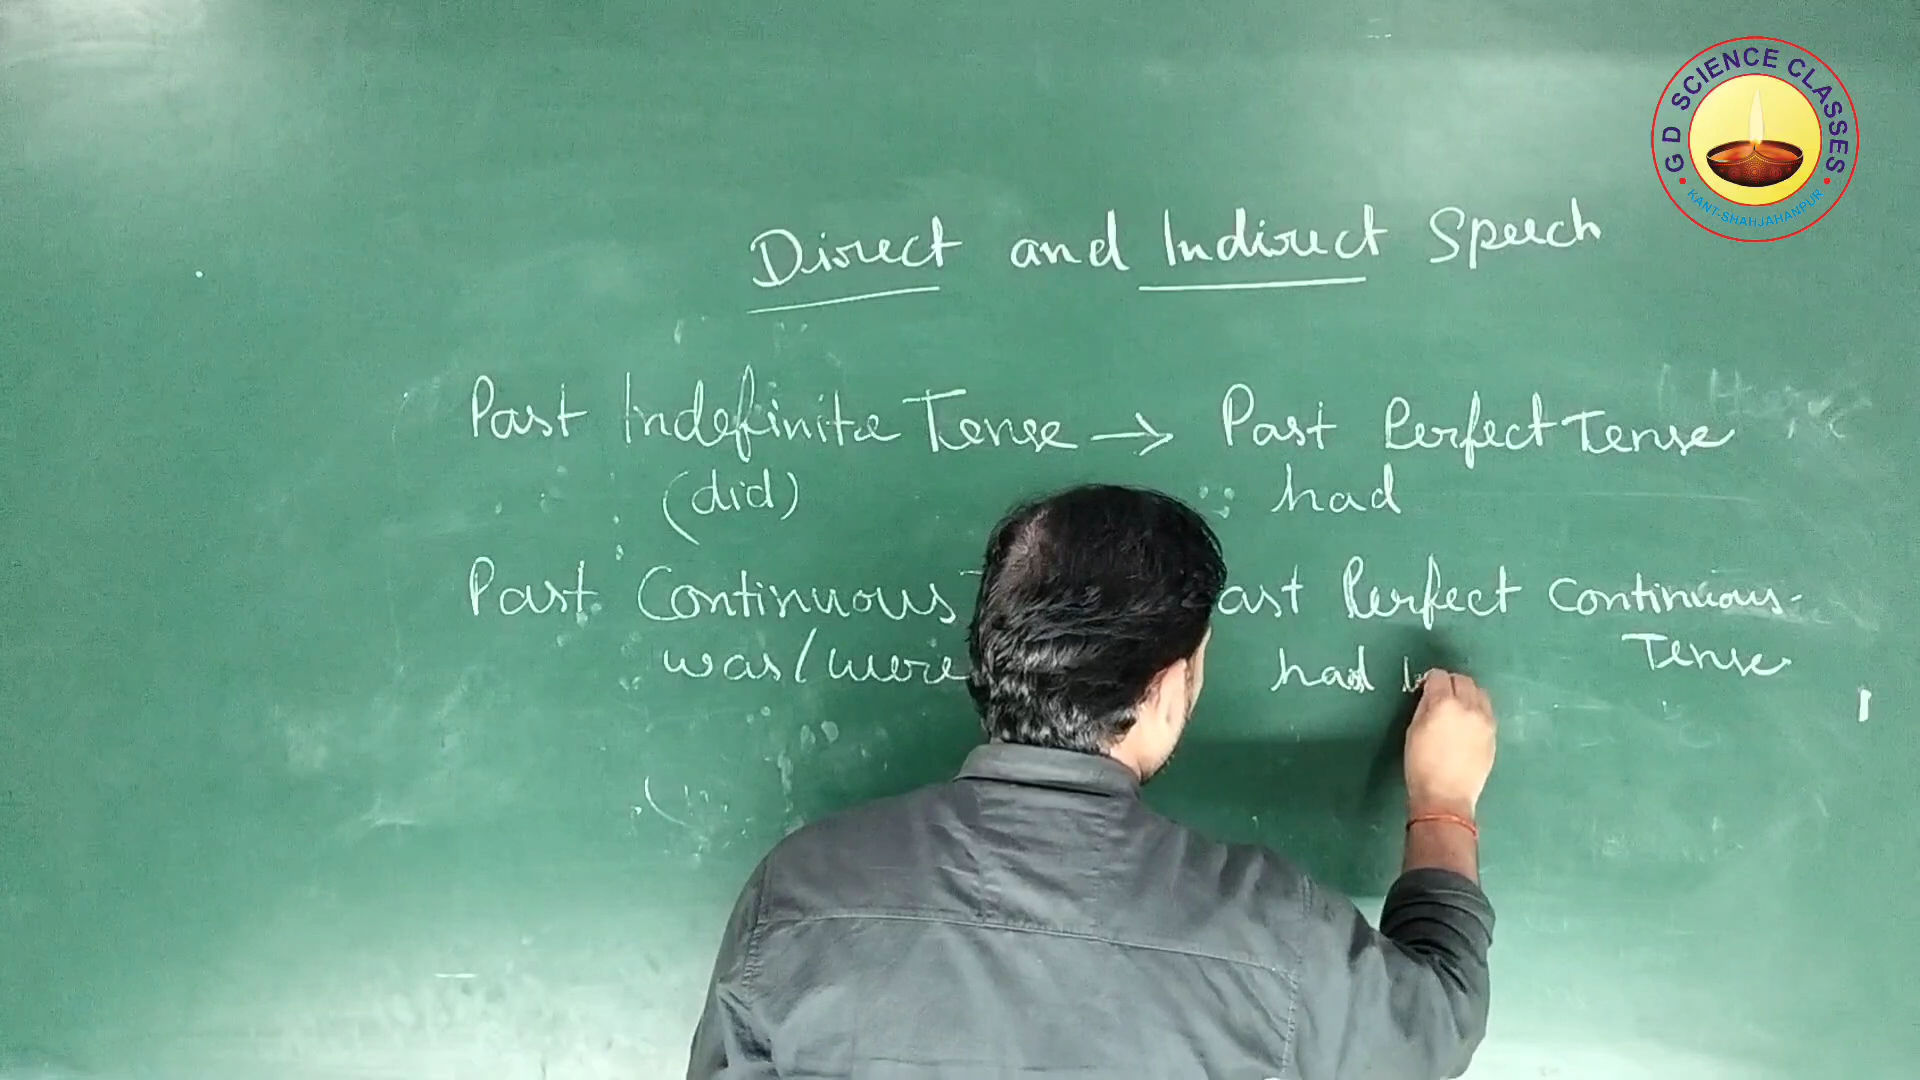 GD SCIENCE CLASSES
KANT-SHAHJAHANPUR
Direct and Indirect Speech
Past Indefinite Tense → Past Perfect Tense
(did) had
Past Continuous ast Perfect Continuous-
was/were had Tense